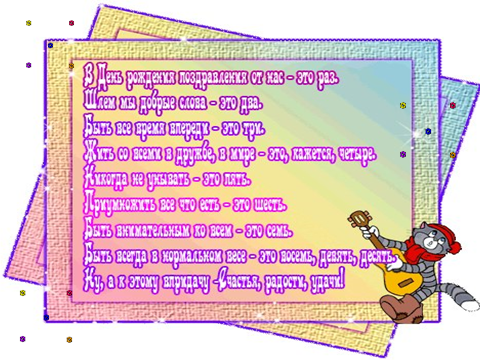 В День рождения поздравления от нас - это раз.
Шлем мы добрые слова - это два.
Быть все время впереди - это три.
Жить со всеми в дружбе, в мире - это, кажется, четыре.
Никогда не унывать - это пять.
Приумножить все что есть - это шесть.
Быть внимательным ко всем - это семь.
Быть всегда в нормальном весе - это восемь, девять, десять.
Ну, а к этому впридачу -Счастья, радости, удачи!